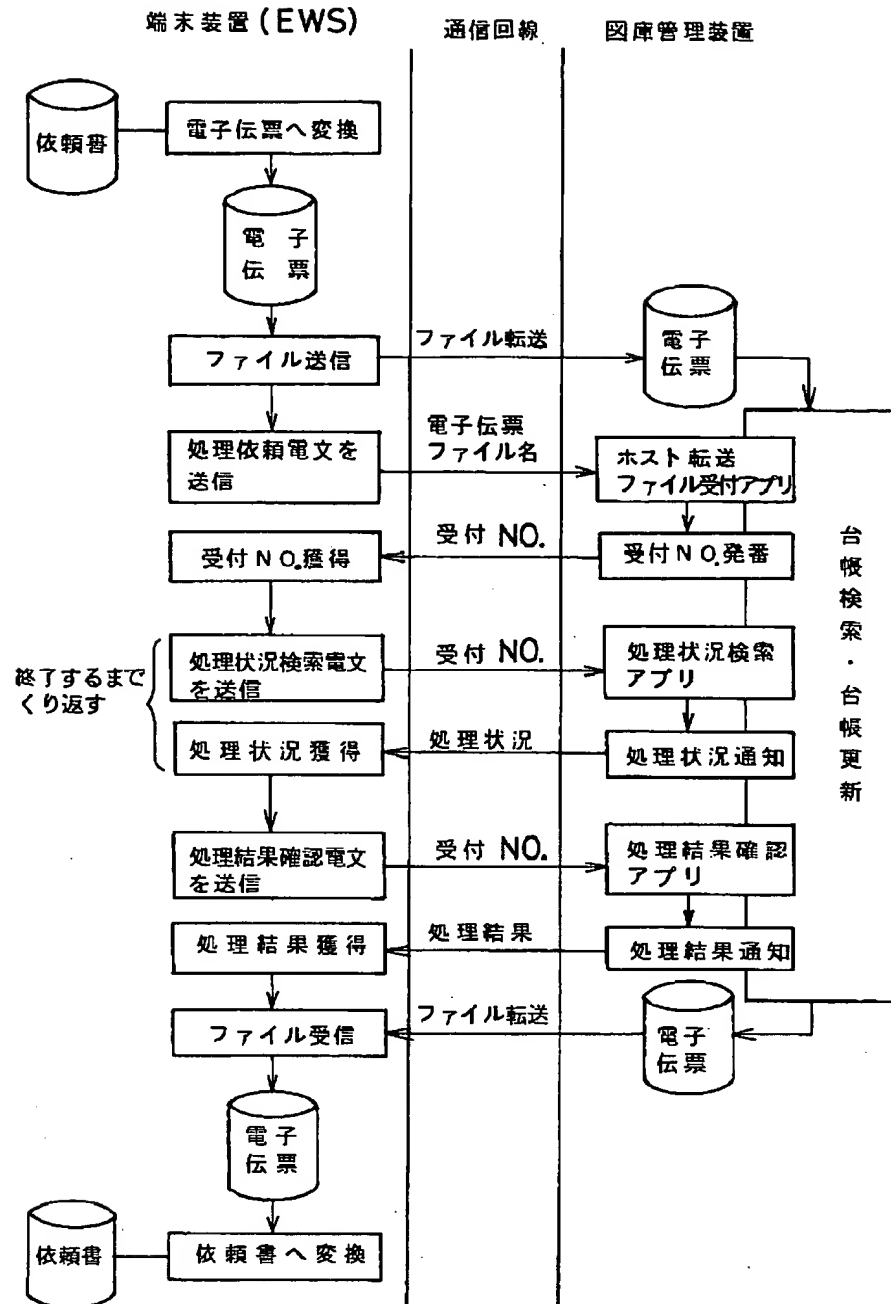 端末装置(EWS)
通信回線
図庫管理装置
依頼書
電子伝票へ変換
電子
伝票
ファイル送信
ファイル転送
電子
伝票
処理依頼電文を
送信
電子伝票
ファイル名
ホスト転送
ファイル受付アプリ
受付NO.獲得
受付 NO.
受付NO.発番
台帳検索・台帳更新
終了するまで
くり返す
処理状況検索電文
を送信
受付 NO.
処理状況検索
アプリ
処理状況獲得
処理状況
処理状況通知
処理結果確認電文
を送信
受付 NO.
処理結果確認
アプリ
処理結果獲得
処理結果
処理結果通知
ファイル受信
ファイル転送
電子
伝票
電子
伝票
依頼書
依頼書へ変換